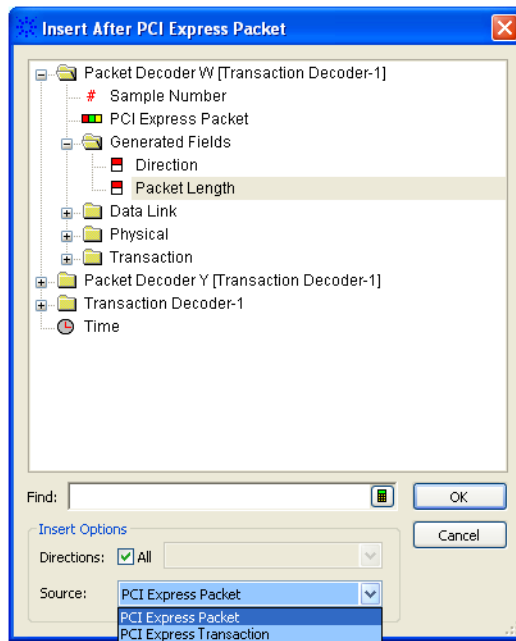 Insert After PCI Express Packet
Packet Decoder W [Transaction Decoder-1]
# Sample Number
PCI Express Packet
Generated Fields
Direction
Packet Length
Data Link
Physical
Transaction
Packet Decoder Y [Transaction Decoder-1]
Transaction Decoder-1
Time
Find:
OK
Insert Options
Cancel
Directions: All
Source: PCI Express Packet
PCI Express Packet
PCI Express Transaction